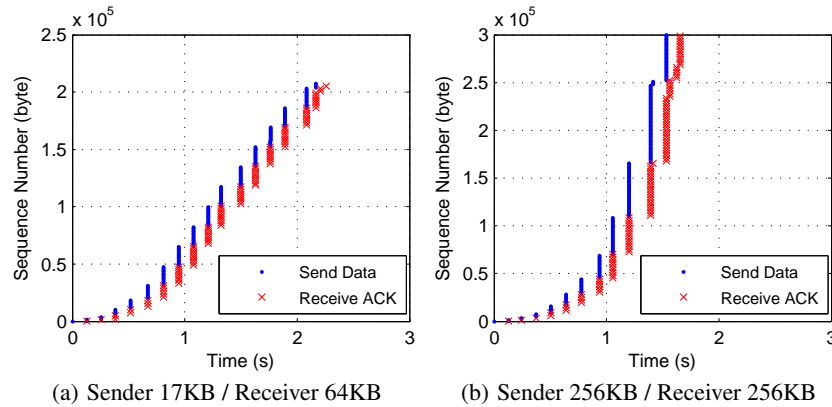 x 10^5
2.5
2
1.5
1
0.5
0
Sequence Number (byte)
0 1 2 3
Time (s)
Send Data
Receive ACK
(a) Sender 17KB / Receiver 64KB
x 10^5
3
2.5
2
1.5
1
0.5
0
Sequence Number (byte)
0 1 2 3
Time (s)
Send Data
Receive ACK
(b) Sender 256KB / Receiver 256KB